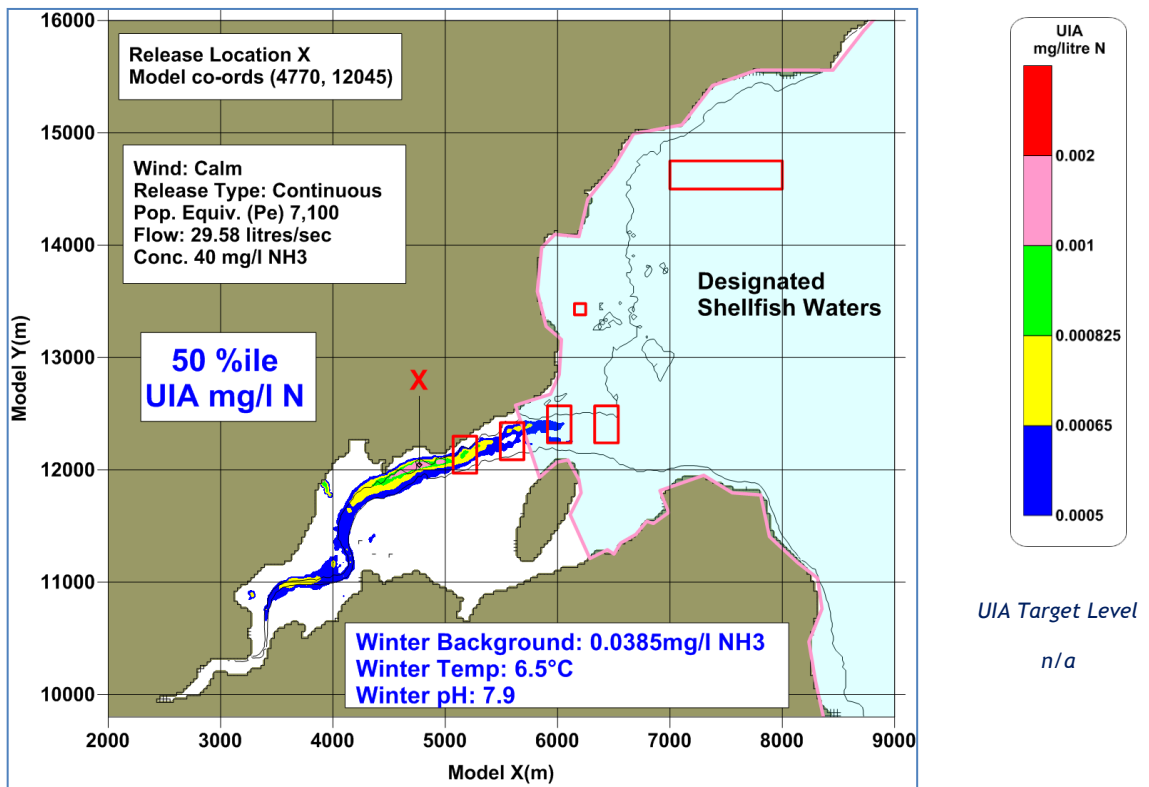 16000
15000
14000
13000
12000
11000
10000
Model Y(m)
Release Location X
Model co-ords (4770, 12045)
Wind: Calm
Release Type: Continuous
Pop. Equiv. (Pe) 7,100
Flow: 29.58 litres/sec
Conc. 40 mg/l NH3
50 %ile
UIA mg/l N
X
Designated
Shellfish Waters
Winter Background: 0.0385mg/l NH3
Winter Temp: 6.5°C
Winter pH: 7.9
2000 3000 4000 5000 6000 7000 8000 9000
Model X(m)
UIA
mg/litre N
0.002
0.001
0.000825
0.00065
0.0005
UIA Target Level
n/a